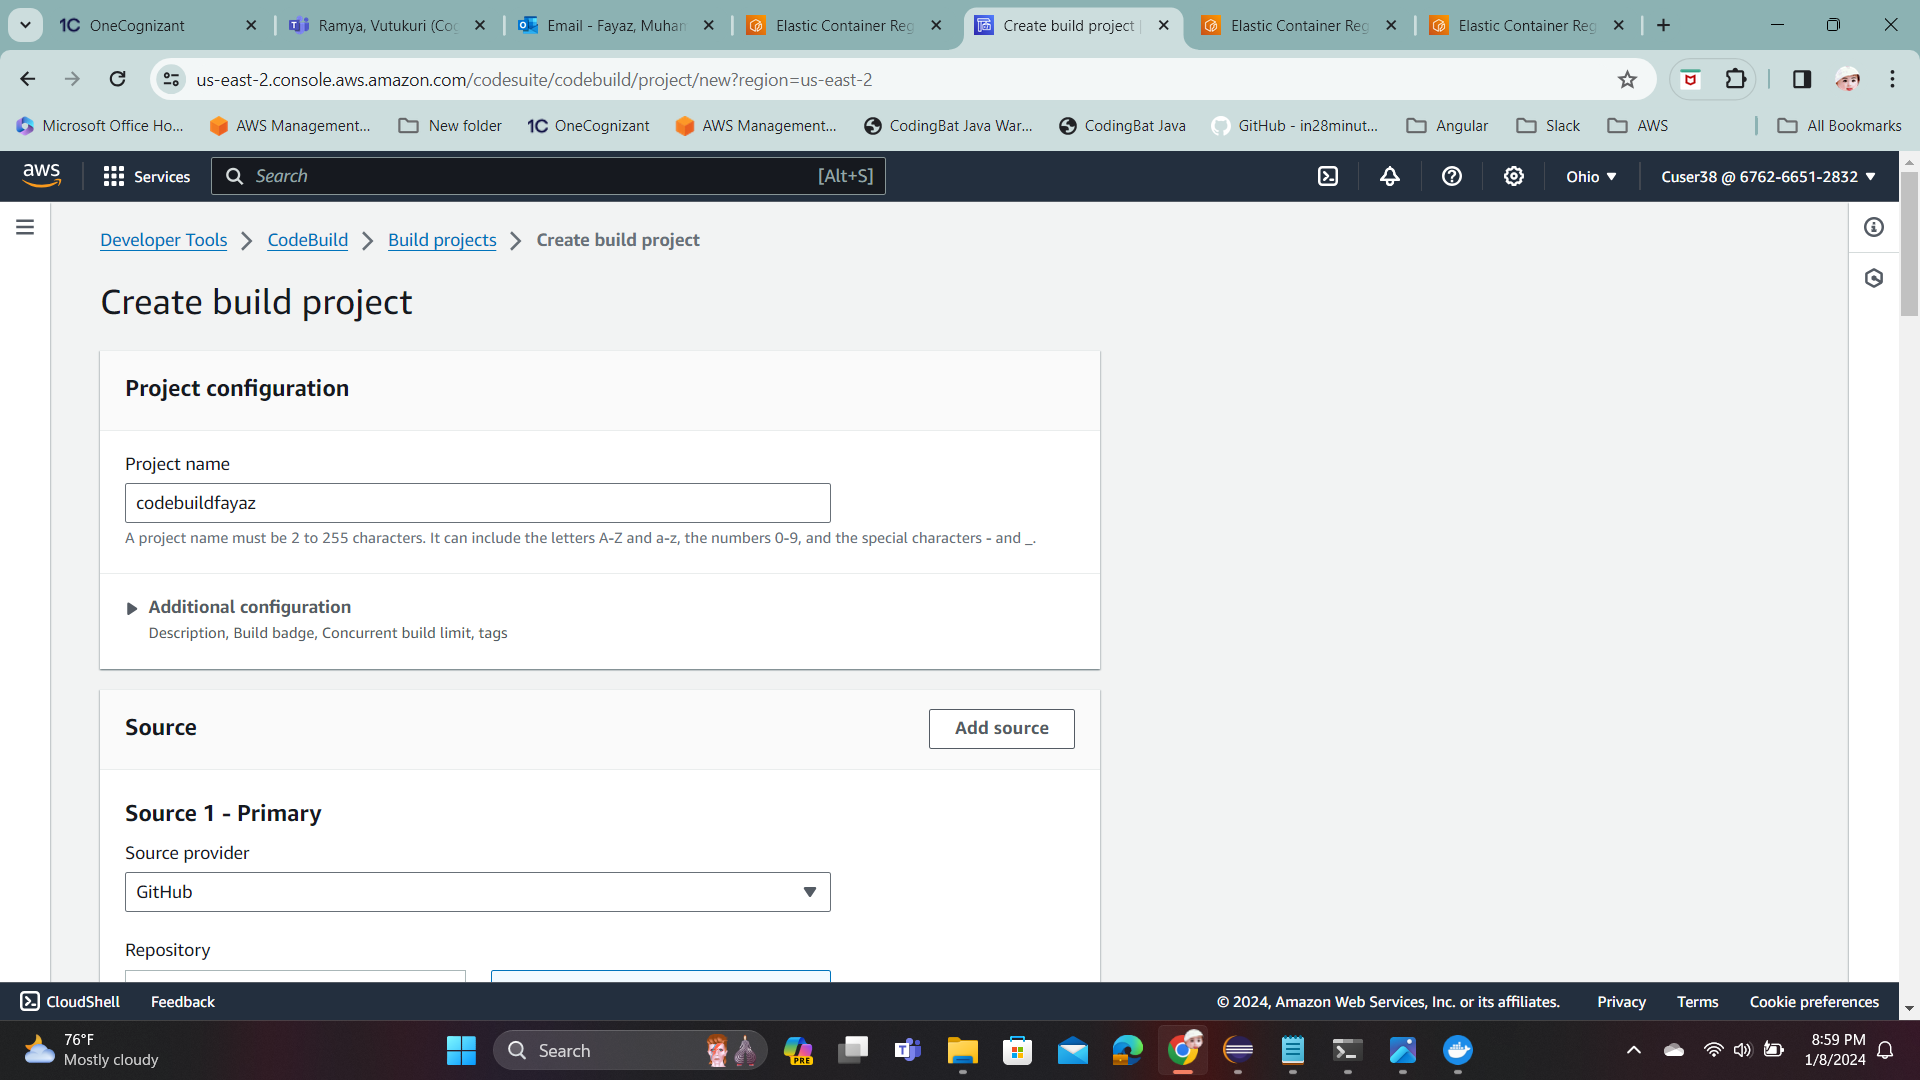 OneCognizant
Ramya, Vutukuri (Cog
Email - Fayaz, Muham
Elastic Container Reg
Create build project |
Elastic Container Reg
Elastic Container Reg
us-east-2.console.aws.amazon.com/codesuite/codebuild/project/new?region=us-east-2
Microsoft Office Ho...
AWS Management...
New folder
1C OneCognizant
AWS Management...
CodingBat Java War...
CodingBat Java
GitHub - in28minut...
Angular
Slack
AWS
All Bookmarks
aws
Services
Search
[Alt+S]
Ohio
Cuser38 @ 6762-6651-2832
Developer Tools
CodeBuild
Build projects
Create build project
Create build project
Project configuration
Project name
codebuildfayaz
A project name must be 2 to 255 characters. It can include the letters A-Z and a-z, the numbers 0-9, and the special characters - and _.
Additional configuration
Description, Build badge, Concurrent build limit, tags
Source
Add source
Source 1 - Primary
Source provider
GitHub
Repository
CloudShell
Feedback
© 2024, Amazon Web Services, Inc. or its affiliates.
Privacy
Terms
Cookie preferences
76°F
Mostly cloudy
Search
PRE
8:59 PM
1/8/2024